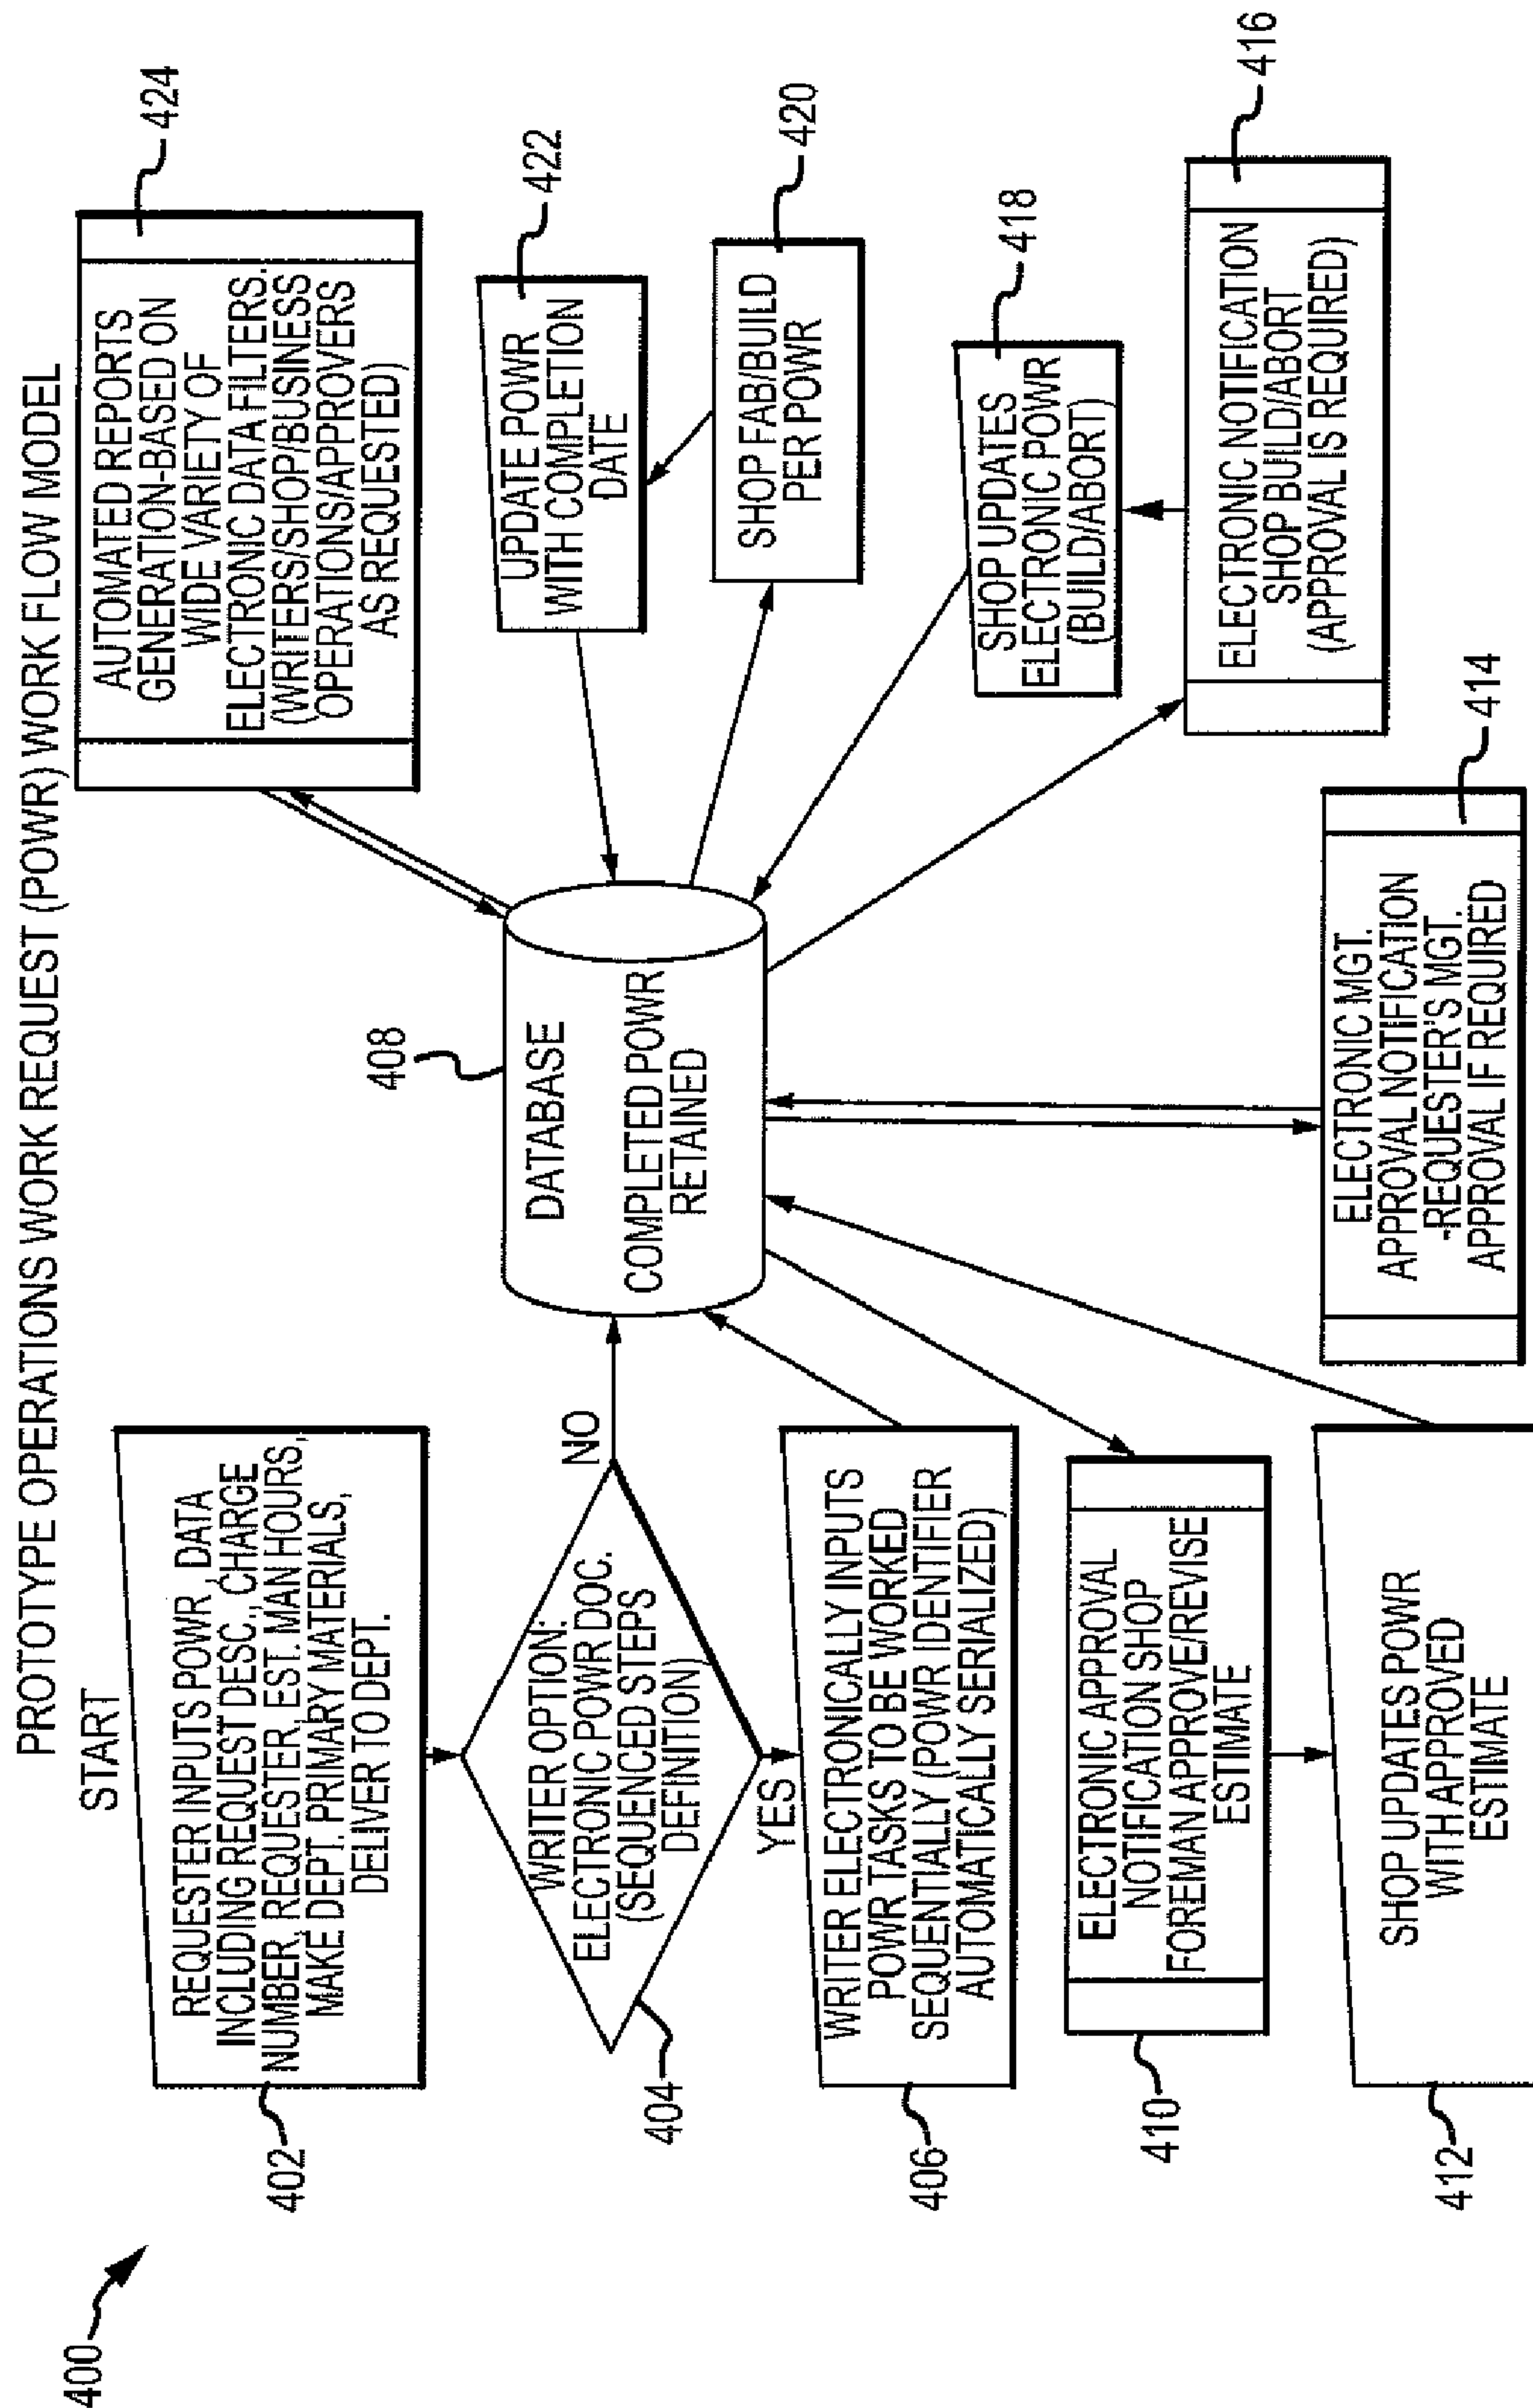 PROTOTYPE OPERATIONS WORK REQUEST (POWR) WORK FLOW MODEL
400
START
REQUESTER INPUTS POWR, DATA
INCLUDING REQUEST DESC., CHARGE
NUMBER, REQUESTER, EST. MAN HOURS,
MAKE DEPT. PRIMARY MATERIALS,
DELIVER TO DEPT.
402
WRITER OPTION:
ELECTRONIC POWR DOC.
(SEQUENCED STEPS
DEFINITION)
404
NO
YES
WRITER ELECTRONICALLY INPUTS
POWR TASKS TO BE WORKED
SEQUENTIALLY (POWR IDENTIFIER
AUTOMATICALLY SERIALIZED)
406
ELECTRONIC APPROVAL
NOTIFICATION SHOP
FOREMAN APPROVE/REVISE
ESTIMATE
410
SHOP UPDATES POWR
WITH APPROVED
ESTIMATE
412
408
DATABASE
COMPLETED POWR
RETAINED
ELECTRONIC MGT.
APPROVAL NOTIFICATION
-REQUESTER'S MGT.
APPROVAL IF REQUIRED
414
AUTOMATED REPORTS
GENERATION-BASED ON
WIDE VARIETY OF
ELECTRONIC DATA FILTERS.
(WRITERS/SHOP/BUSINESS
OPERATIONS/APPROVERS
AS REQUESTED)
424
UPDATE POWR
WITH COMPLETION
DATE
422
SHOP FAB/BUILD
PER POWR
420
SHOP UPDATES
ELECTRONIC POWR
(BUILD/ABORT)
418
ELECTRONIC NOTIFICATION
SHOP BUILD/ABORT
(APPROVAL IS REQUIRED)
416